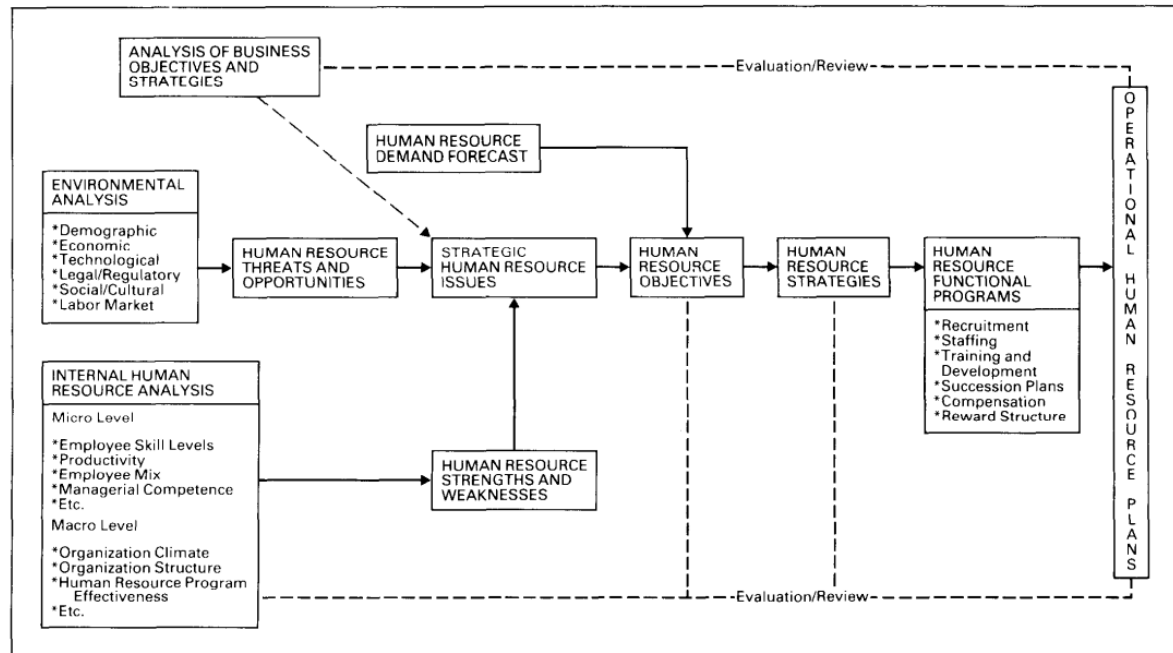 ANALYSIS OF BUSINESS
OBJECTIVES AND
STRATEGIES
Evaluation/Review
HUMAN RESOURCE
DEMAND FORECAST
ENVIRONMENTAL
ANALYSIS
*Demographic
*Economic
*Technological
*Legal/Regulatory
*Social/Cultural
*Labor Market
HUMAN RESOURCE
THREATS AND
OPPORTUNITIES
STRATEGIC
HUMAN RESOURCE
ISSUES
HUMAN
RESOURCE
OBJECTIVES
HUMAN
RESOURCE
STRATEGIES
HUMAN
RESOURCE
FUNCTIONAL
PROGRAMS
*Recruitment
*Staffing
*Training and
Development
*Succession Plans
*Compensation
*Reward Structure
OPERATIONAL HUMAN RESOURCE PLANS
INTERNAL HUMAN
RESOURCE ANALYSIS
Micro Level
*Employee Skill Levels
*Productivity
*Employee Mix
*Managerial Competence
*Etc.
Macro Level
*Organization Climate
*Organization Structure
*Human Resource Program
Effectiveness
*Etc.
HUMAN RESOURCE
STRENGTHS AND
WEAKNESSES
Evaluation/Review